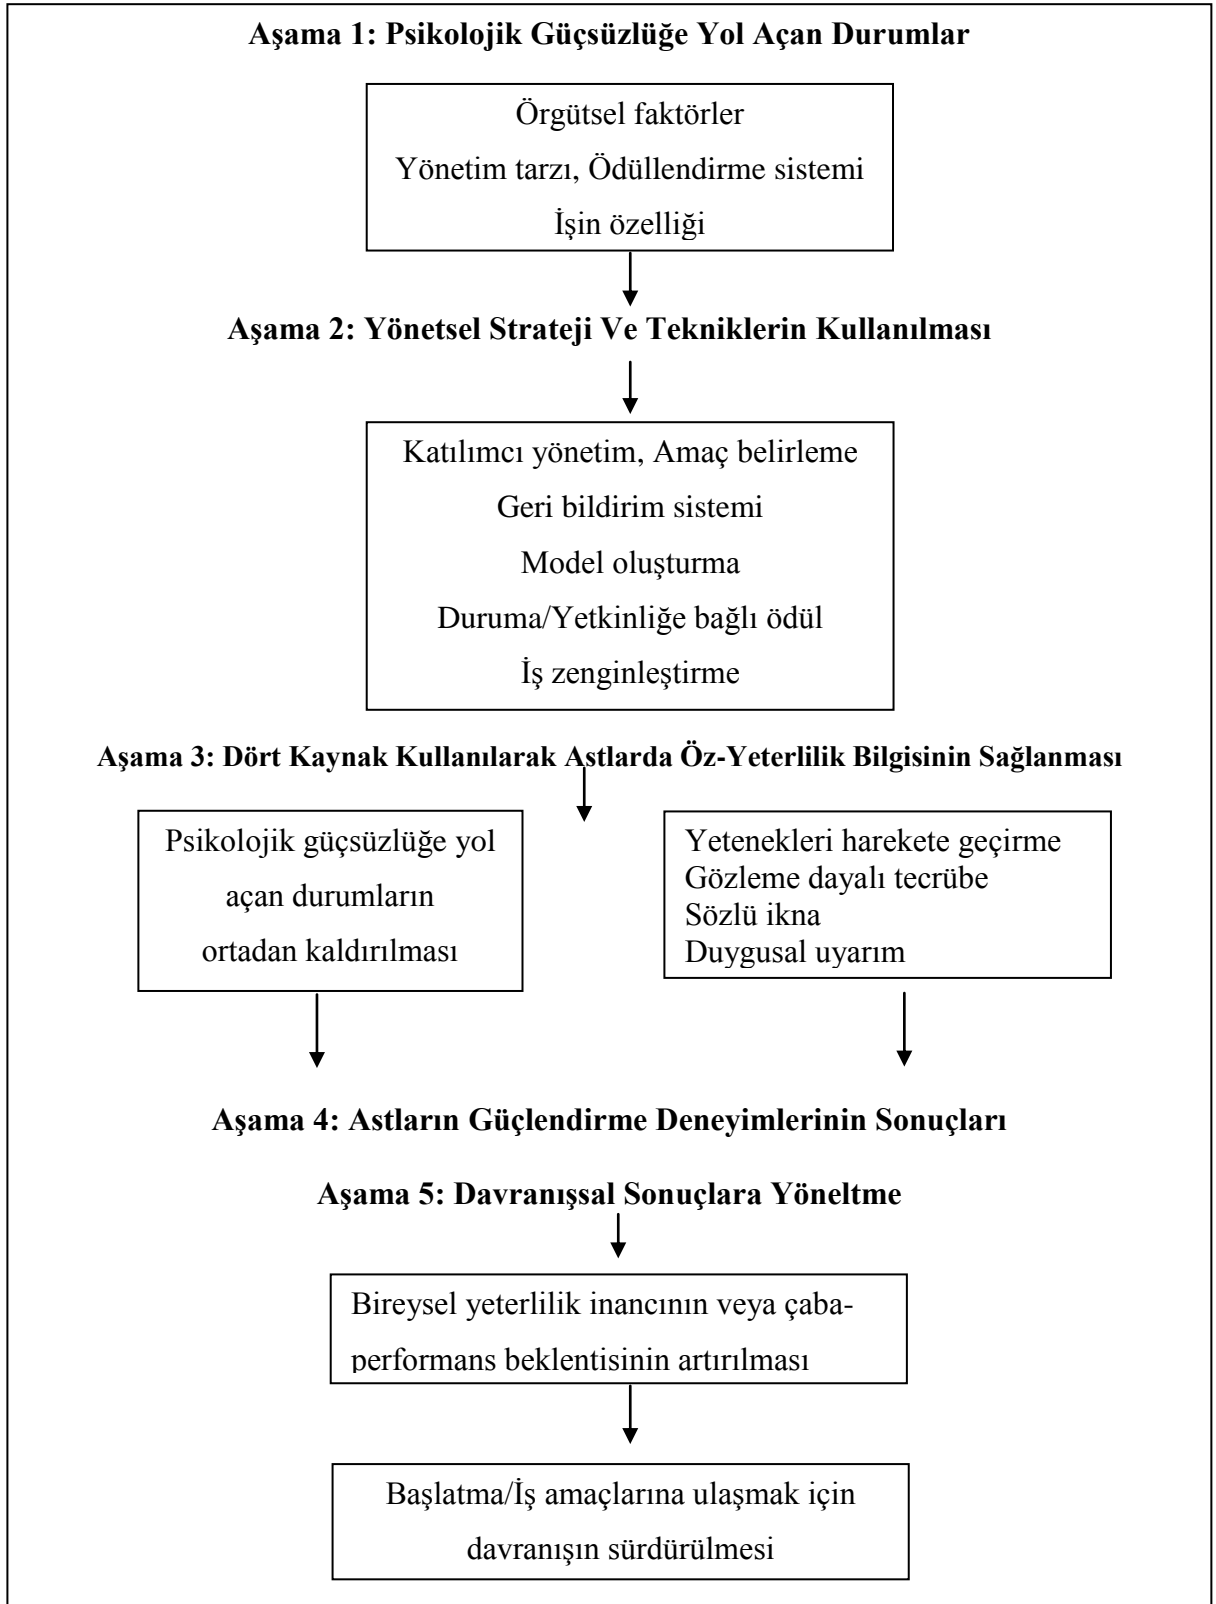 Aşama 1: Psikolojik Güçsüzlüğe Yol Açan Durumlar
Örgütsel faktörler
Yönetim tarzı, Ödüllendirme sistemi
İşin özelliği
Aşama 2: Yönetsel Strateji Ve Tekniklerin Kullanılması
Katılımcı yönetim, Amaç belirleme
Geri bildirim sistemi
Model oluşturma
Duruma/Yetkinliğe bağlı ödül
İş zenginleştirme
Aşama 3: Dört Kaynak Kullanılarak Astlarda Öz-Yeterlilik Bilgisinin Sağlanması
Psikolojik güçsüzlüğe yol
açan durumların
ortadan kaldırılması
Yetenekleri harekete geçirme
Gözleme dayalı tecrübe
Sözlü ikna
Duygusal uyarım
Aşama 4: Astların Güçlendirme Deneyimlerinin Sonuçları
Aşama 5: Davranışsal Sonuçlara Yöneltme
Bireysel yeterlilik inancının veya çaba-
performans beklentisinin artırılması
Başlatma/İş amaçlarına ulaşmak için
davranışın sürdürülmesi